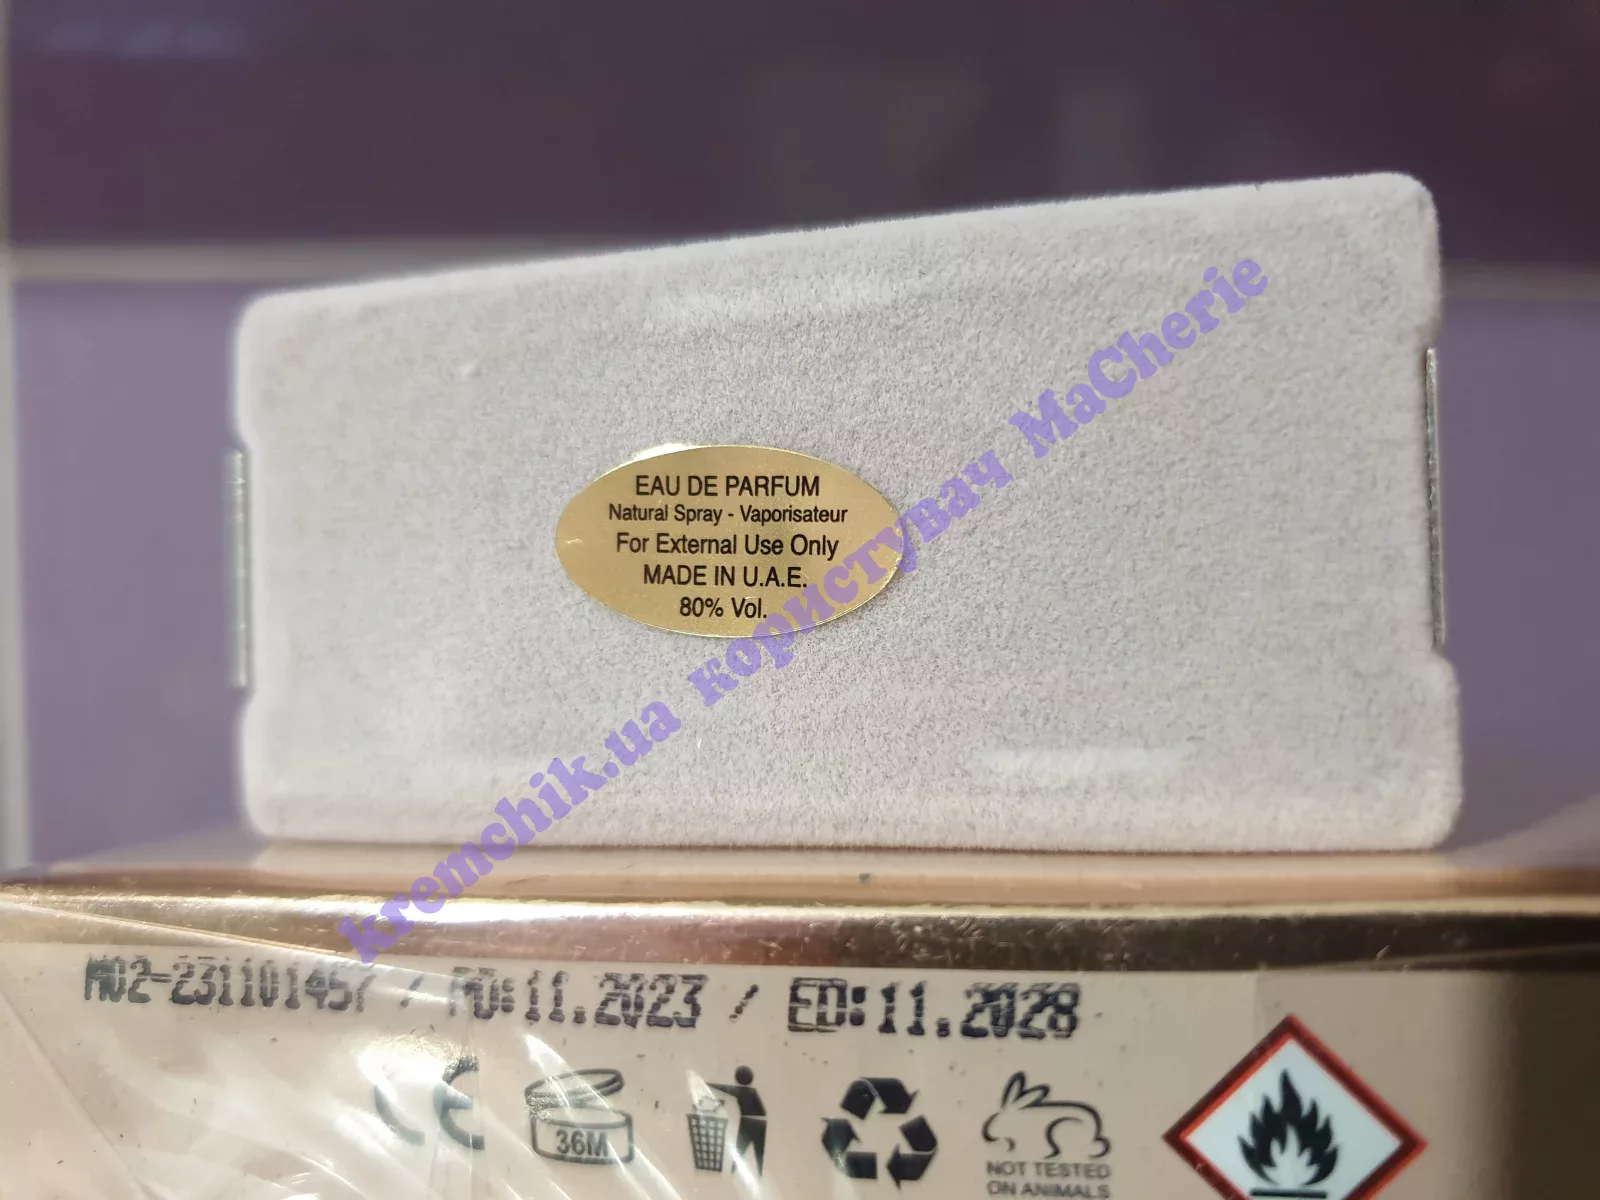 EAU DE PARFUM
Natural Spray - Vaporisateur
For External Use Only
MADE IN U.A.E.
80% Vol.
kremchik.ua користувач MaCherie
M02-231101457 / PD:11.2023 / ED:11.2028
CE
36M
NOT TESTED
ON ANIMALS